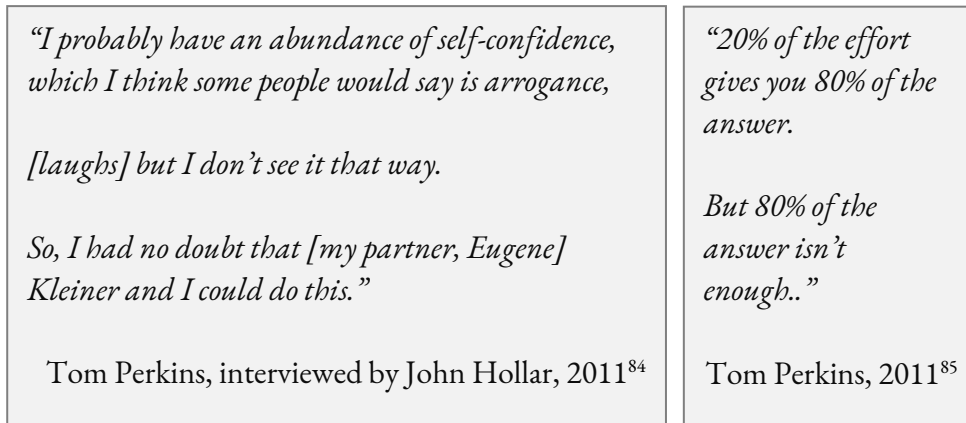 “I probably have an abundance of self-confidence,
which I think some people would say is arrogance,
[laughs] but I don’t see it that way.
So, I had no doubt that [my partner, Eugene]
Kleiner and I could do this.”
Tom Perkins, interviewed by John Hollar, 2011⁸⁴
“20% of the effort
gives you 80% of the
answer.
But 80% of the
answer isn’t
enough..”
Tom Perkins, 2011⁸⁵